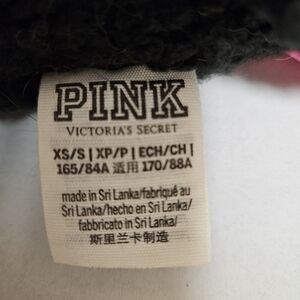 PINK
VICTORIA'S SECRET
XS/S | XP/P | ECH/CH |
165/84A 适用 170/88A
made in Sri Lanka/fabriqué au
Sri Lanka/hecho en Sri Lanka/
fabbricato in Sri Lanka/
斯里兰卡制造